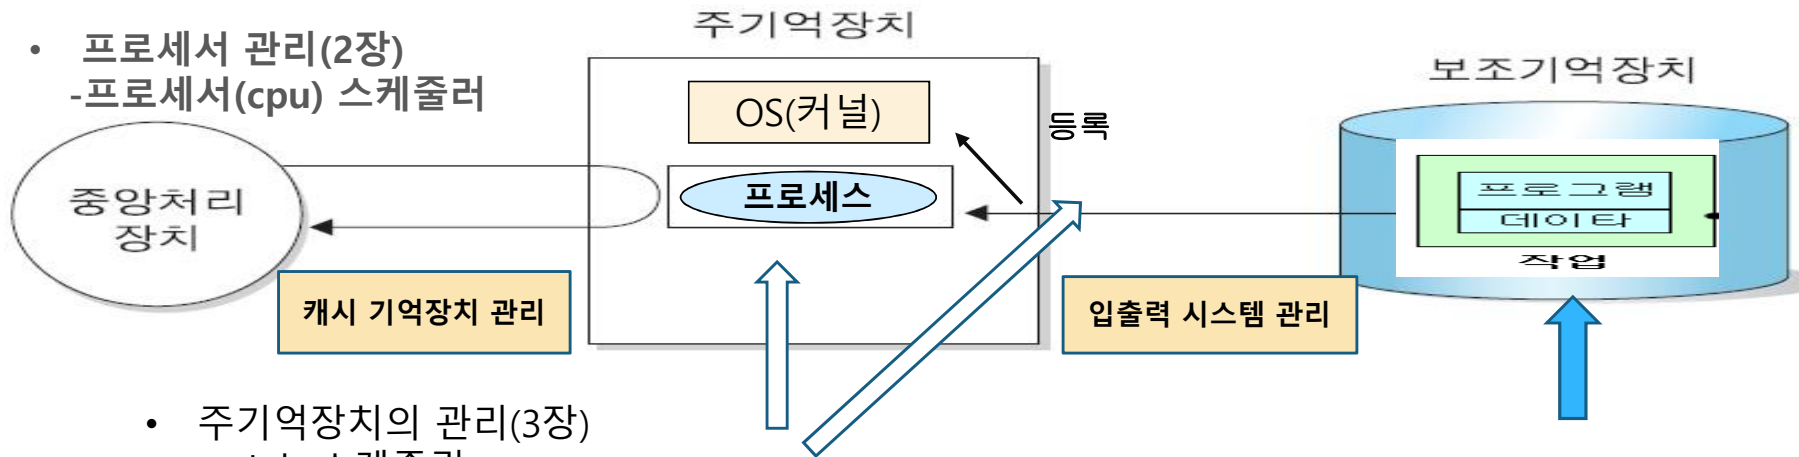 • 프로세서 관리(2장)
-프로세서(cpu) 스케줄러
주기억장치
보조기억장치
OS(커널)
등록
프로세스
중앙처리
장치
프로그램
데이타
작업
캐시 기억장치 관리
입출력 시스템 관리
• 주기억장치의 관리(3장)